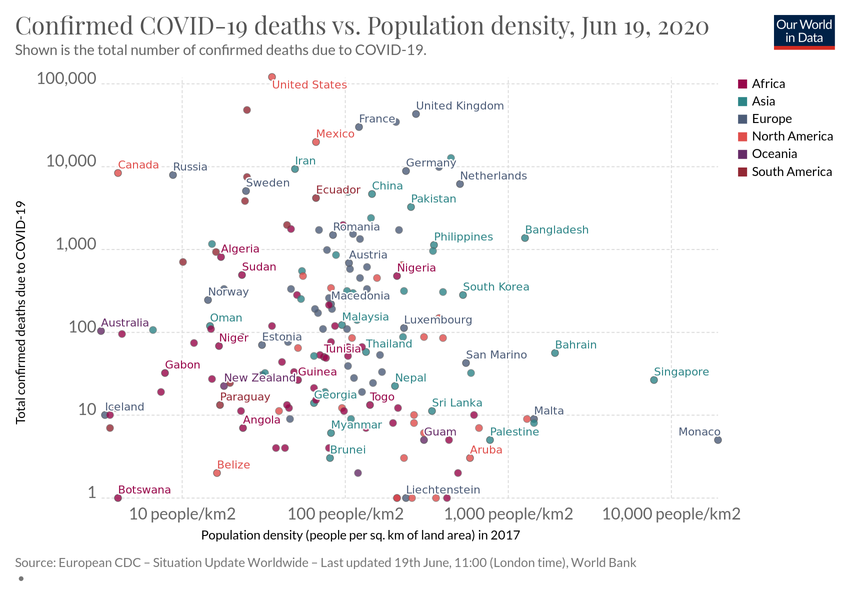 Confirmed COVID-19 deaths vs. Population density, Jun 19, 2020
Shown is the total number of confirmed deaths due to COVID-19.
Our World
in Data
100,000
United States
Africa
Asia
Europe
North America
Oceania
South America
United Kingdom
France
Mexico
10,000
Canada
Russia
Iran
Germany
Sweden
Netherlands
Ecuador
China
Pakistan
Romania
Bangladesh
Philippines
1,000
Algeria
Austria
Sudan
Nigeria
Norway
Macedonia
South Korea
Total confirmed deaths due to COVID-19
100
Australia
Oman
Malaysia
Luxembourg
Niger
Estonia
Tunisia
Thailand
San Marino
Bahrain
Gabon
New Zealand
Guinea
Nepal
Singapore
Paraguay
Georgia
Togo
10
Iceland
Angola
Sri Lanka
Malta
Myanmar
Guam
Palestine
Monaco
Brunei
Aruba
Belize
1
Botswana
Liechtenstein
10 people/km2
100 people/km2
1,000 people/km2
10,000 people/km2
Population density (people per sq. km of land area) in 2017
Source: European CDC – Situation Update Worldwide – Last updated 19th June, 11:00 (London time), World Bank